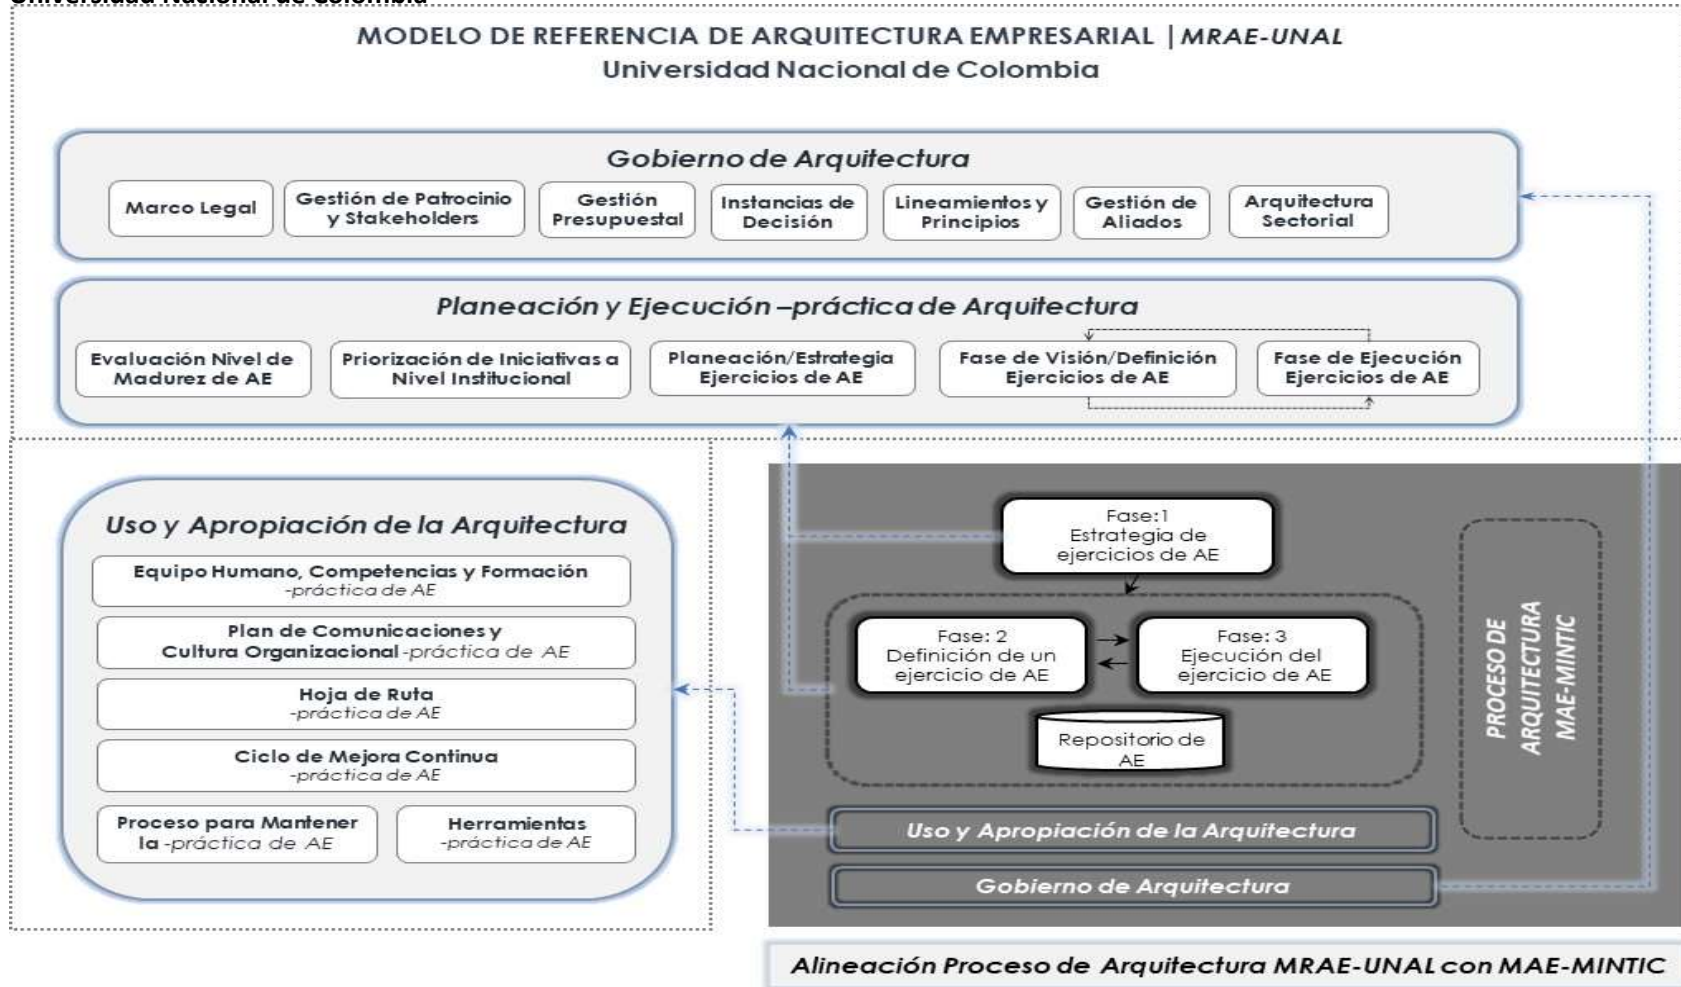 Universidad Nacional de Colombia
MODELO DE REFERENCIA DE ARQUITECTURA EMPRESARIAL | MRAE-UNAL
Universidad Nacional de Colombia
Gobierno de Arquitectura
Marco Legal
Gestión de Patrocinio
y Stakeholders
Gestión
Presupuestal
Instancias de
Decisión
Lineamientos y
Principios
Gestión de
Aliados
Arquitectura
Sectorial
Planeación y Ejecución –práctica de Arquitectura
Evaluación Nivel de
Madurez de AE
Priorización de Iniciativas a
Nivel Institucional
Planeación/Estrategia
Ejercicios de AE
Fase de Visión/Definición
Ejercicios de AE
Fase de Ejecución
Ejercicios de AE
Uso y Apropiación de la Arquitectura
Equipo Humano, Competencias y Formación
-práctica de AE
Plan de Comunicaciones y
Cultura Organizacional -práctica de AE
Hoja de Ruta
-práctica de AE
Ciclo de Mejora Continua
-práctica de AE
Proceso para Mantener
la -práctica de AE
Herramientas
-práctica de AE
Fase:1
Estrategia de
ejercicios de AE
Fase: 2
Definición de un
ejercicio de AE
Fase: 3
Ejecución del
ejercicio de AE
Repositorio de
AE
Uso y Apropiación de la Arquitectura
Gobierno de Arquitectura
PROCESO DE
ARQUITECTURA
MAE-MINTIC
Alineación Proceso de Arquitectura MRAE-UNAL con MAE-MINTIC